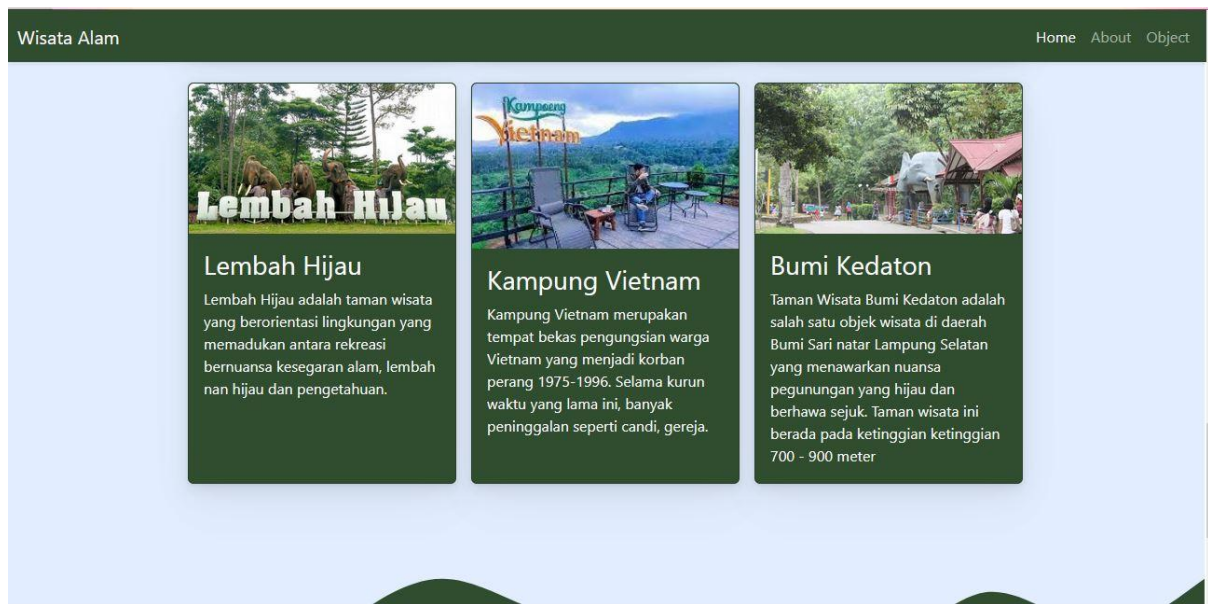 Wisata Alam
Home About Object
Lembah Hijau
Kampoeng
Vietnam
Lembah Hijau
Lembah Hijau adalah taman wisata
yang berorientasi lingkungan yang
memadukan antara rekreasi
bernuansa kesegaran alam, lembah
nan hijau dan pengetahuan.
Kampung Vietnam
Kampung Vietnam merupakan
tempat bekas pengungsian warga
Vietnam yang menjadi korban
perang 1975-1996. Selama kurun
waktu yang lama ini, banyak
peninggalan seperti candi, gereja.
Bumi Kedaton
Taman Wisata Bumi Kedaton adalah
salah satu objek wisata di daerah
Bumi Sari natar Lampung Selatan
yang menawarkan nuansa
pegunungan yang hijau dan
berhawa sejuk. Taman wisata ini
berada pada ketinggian ketinggian
700 - 900 meter